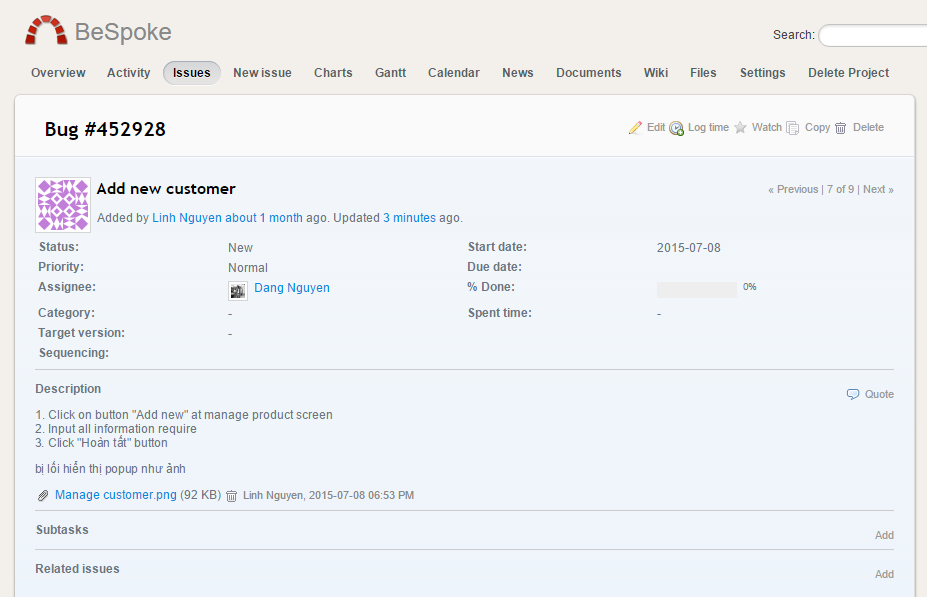 BeSpoke
Search:
Overview Activity Issues New issue Charts Gantt Calendar News Documents Wiki Files Settings Delete Project
Bug #452928
Edit Log time Watch Copy Delete
Add new customer
« Previous | 7 of 9 | Next »
Added by Linh Nguyen about 1 month ago. Updated 3 minutes ago.
Status: New Start date: 2015-07-08
Priority: Normal Due date:
Assignee: Dang Nguyen % Done: 0%
Category: - Spent time: -
Target version: -
Sequencing:
Description
Quote
1. Click on button "Add new" at manage product screen
2. Input all information require
3. Click "Hoàn tất" button
bị lối hiển thị popup như ảnh
Manage customer.png (92 KB) Linh Nguyen, 2015-07-08 06:53 PM
Subtasks
Add
Related issues
Add